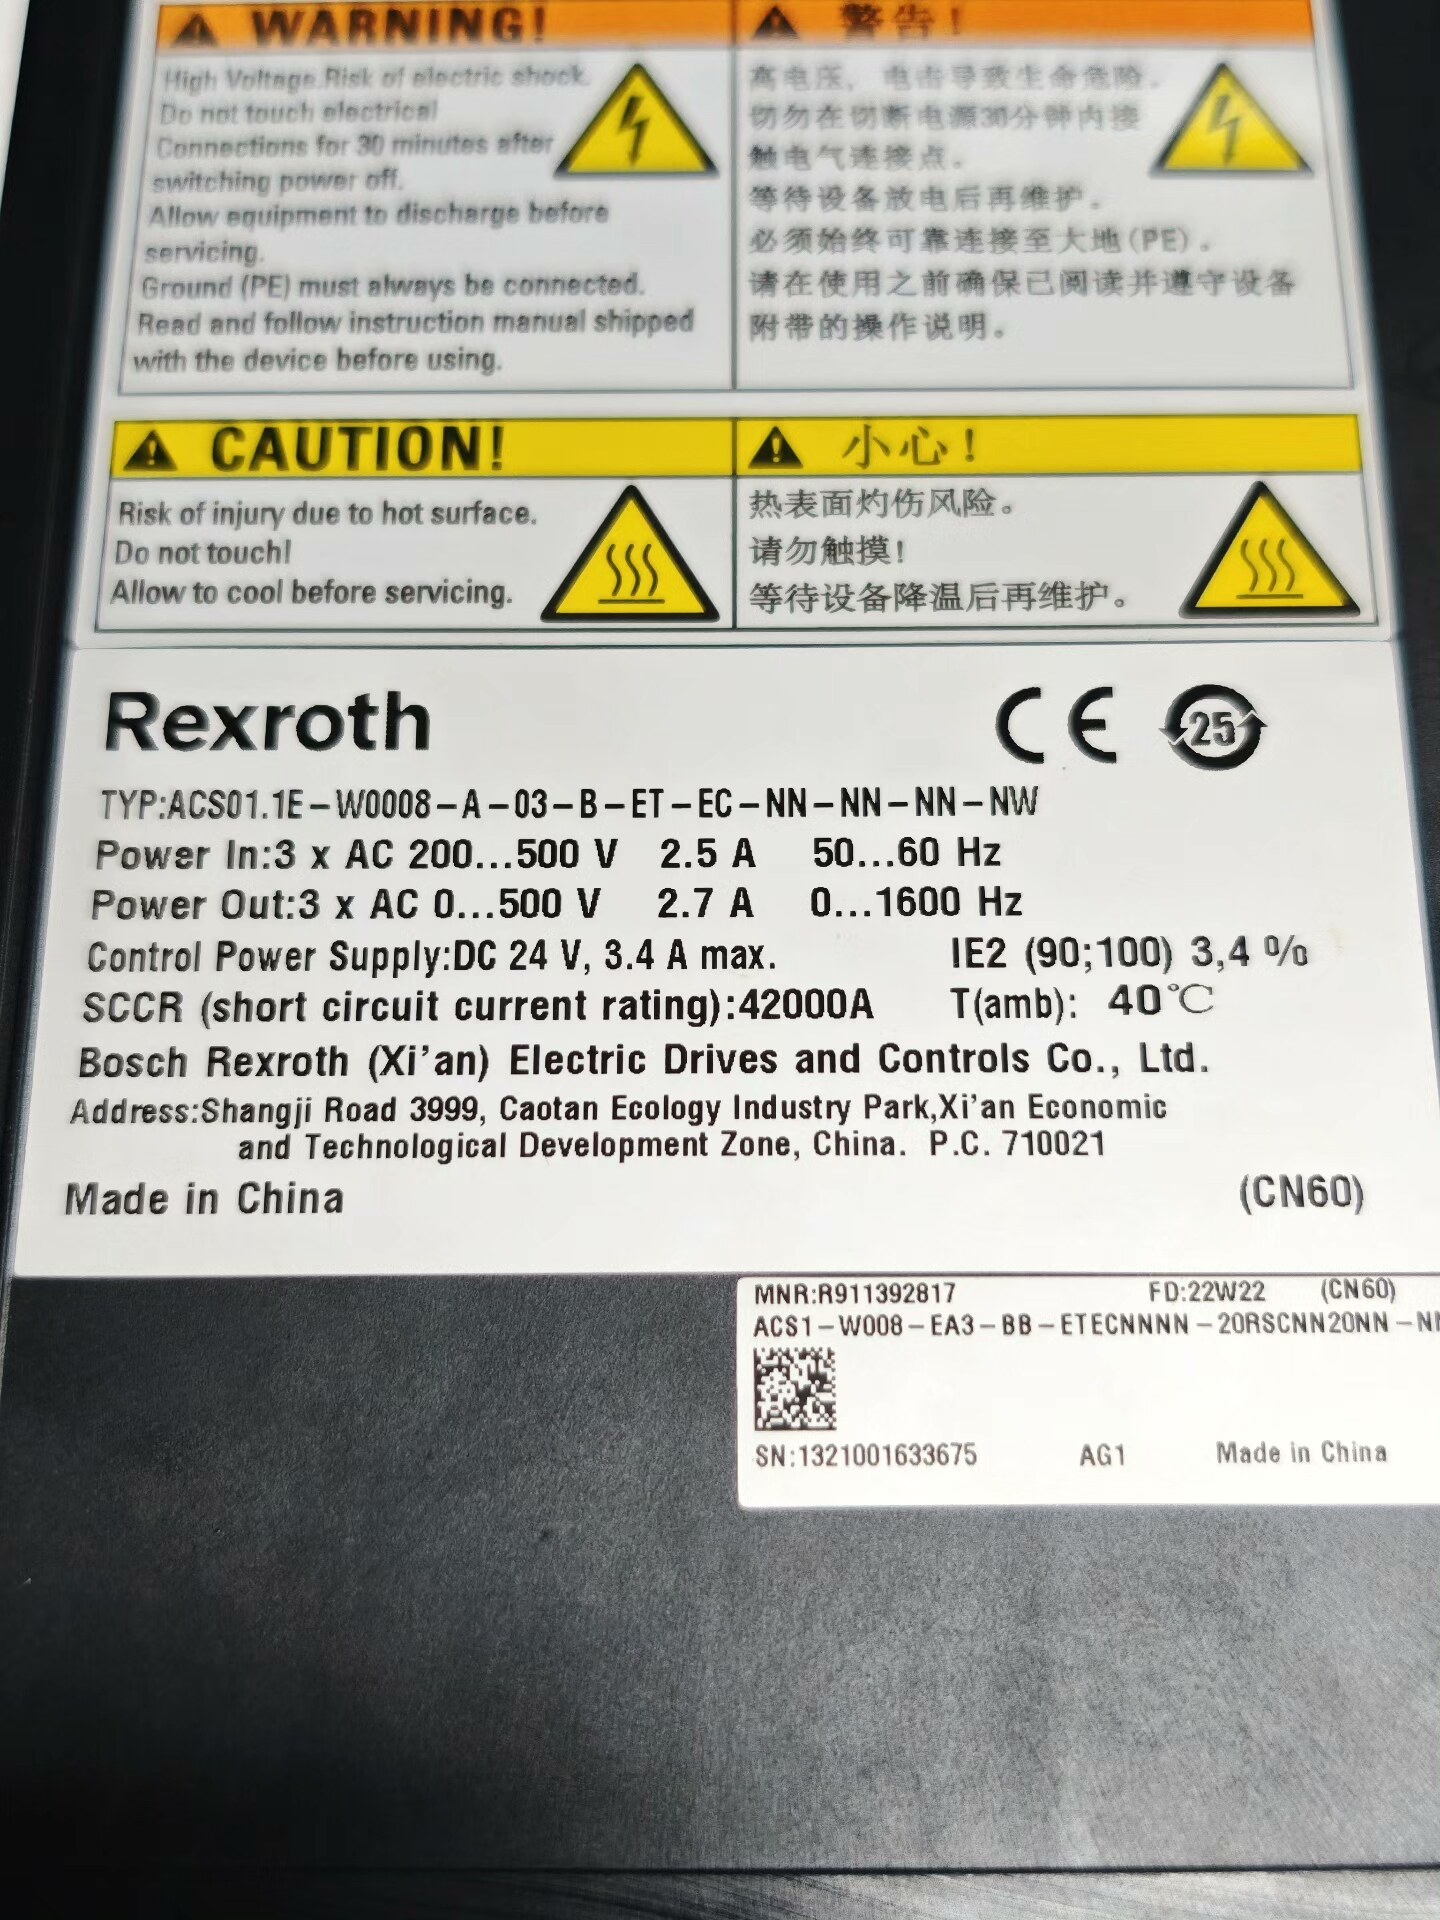 WARNING!
High Voltage.Risk of electric shock.
Do not touch electrical
Connections for 30 minutes after
switching power off.
Allow equipment to discharge before
servicing.
Ground (PE) must always be connected.
Read and follow instruction manual shipped
with the device before using.
警告!
高电压, 电击导致生命危险。
切勿在切断电源30分钟内接
触电气连接点。
等待设备放电后再维护。
必须始终可靠连接至大地(PE)。
请在使用之前确保已阅读并遵守设备
附带的操作说明。
CAUTION!
Risk of injury due to hot surface.
Do not touch!
Allow to cool before servicing.
小心!
热表面灼伤风险。
请勿触摸!
等待设备降温后再维护。
Rexroth
CE 25
TYP:ACS01.1E-W0008-A-03-B-ET-EC-NN-NN-NN-NW
Power In:3 x AC 200...500 V 2.5 A 50...60 Hz
Power Out:3 x AC 0...500 V 2.7 A 0...1600 Hz
Control Power Supply:DC 24 V, 3.4 A max. IE2 (90;100) 3,4 %
SCCR (short circuit current rating):42000A T(amb): 40℃
Bosch Rexroth (Xi'an) Electric Drives and Controls Co., Ltd.
Address:Shangji Road 3999, Caotan Ecology Industry Park,Xi'an Economic
and Technological Development Zone, China. P.C. 710021
Made in China (CN60)
MNR:R911392817 FD:22W22 (CN60)
ACS1-W008-EA3-BB-ETECNNNN-20RSCNN20NN-NN
SN:1321001633675 AG1 Made in China